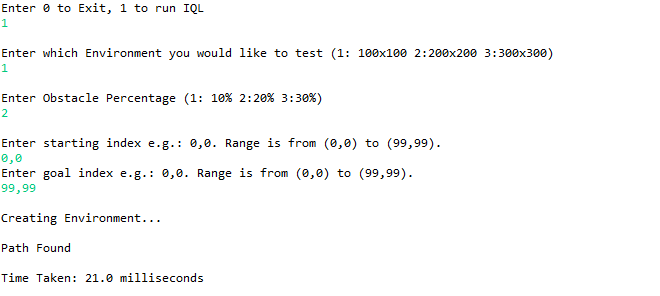 Enter 0 to Exit, 1 to run IQL
1
Enter which Environment you would like to test (1: 100x100 2:200x200 3:300x300)
1
Enter Obstacle Percentage (1: 10% 2:20% 3:30%)
2
Enter starting index e.g.: 0,0. Range is from (0,0) to (99,99).
0,0
Enter goal index e.g.: 0,0. Range is from (0,0) to (99,99).
99,99
Creating Environment...
Path Found
Time Taken: 21.0 milliseconds